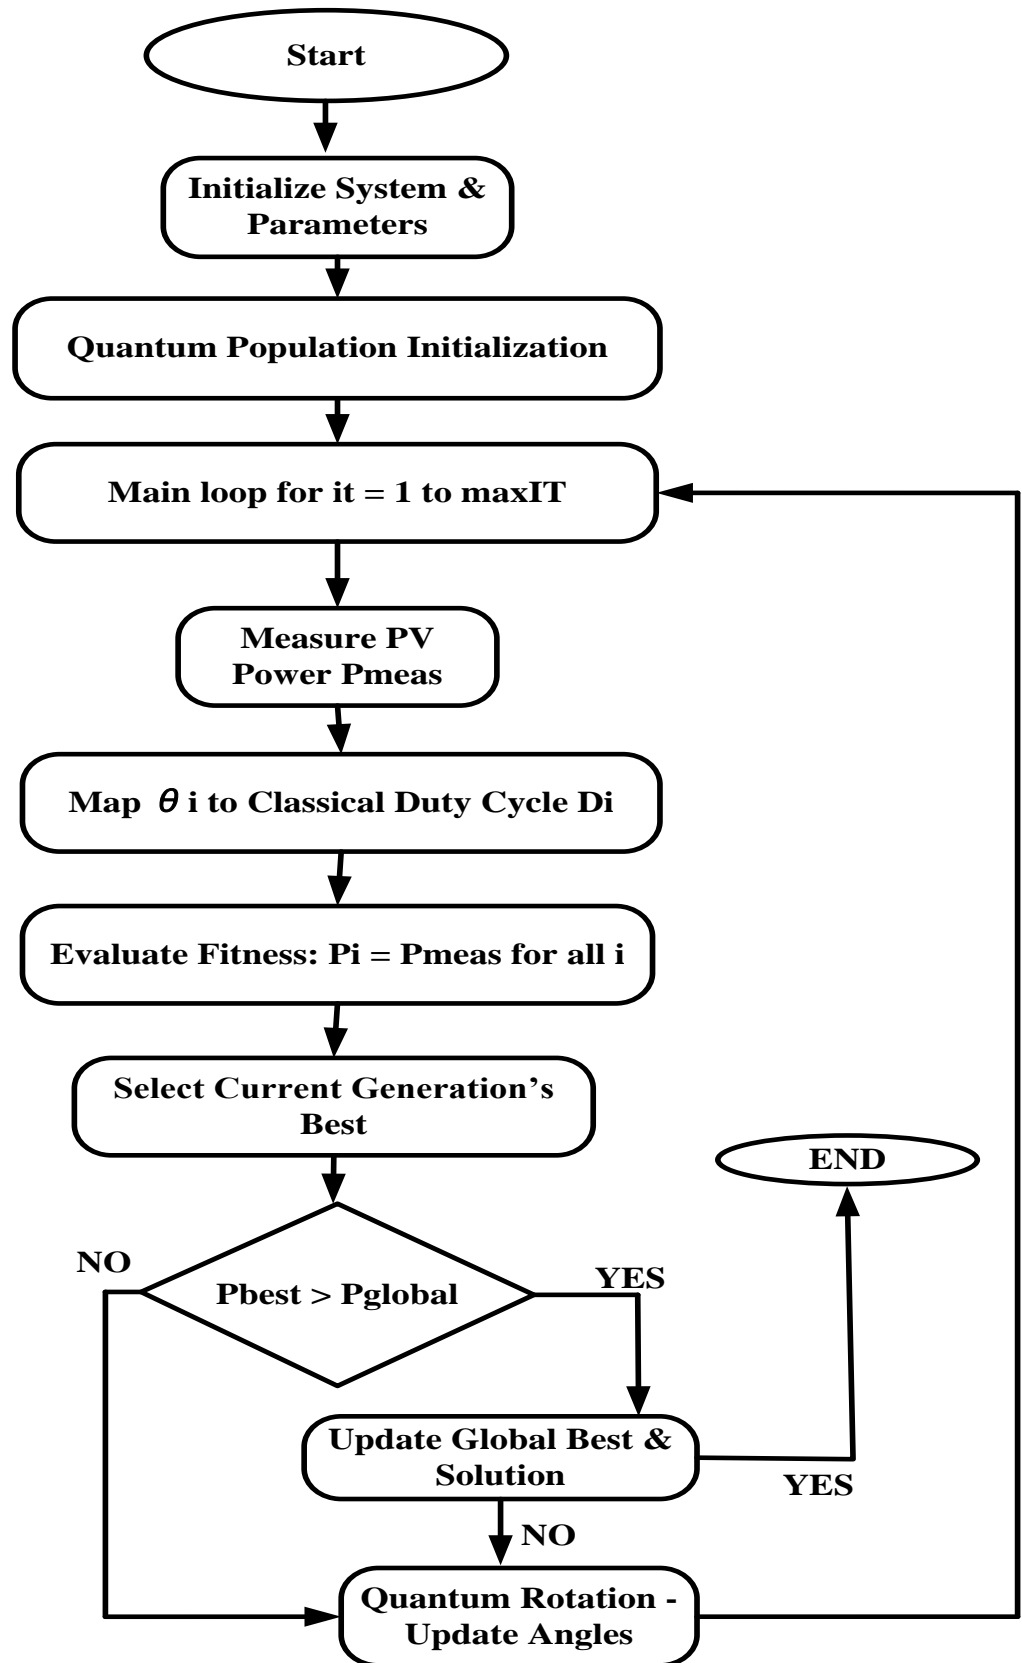 Start
Initialize System &
Parameters
Quantum Population Initialization
Main loop for it = 1 to maxIT
Measure PV
Power Pmeas
Map θ i to Classical Duty Cycle Di
Evaluate Fitness: Pi = Pmeas for all i
Select Current Generation’s
Best
END
NO
Pbest > Pglobal
YES
Update Global Best &
Solution
YES
NO
Quantum Rotation -
Update Angles